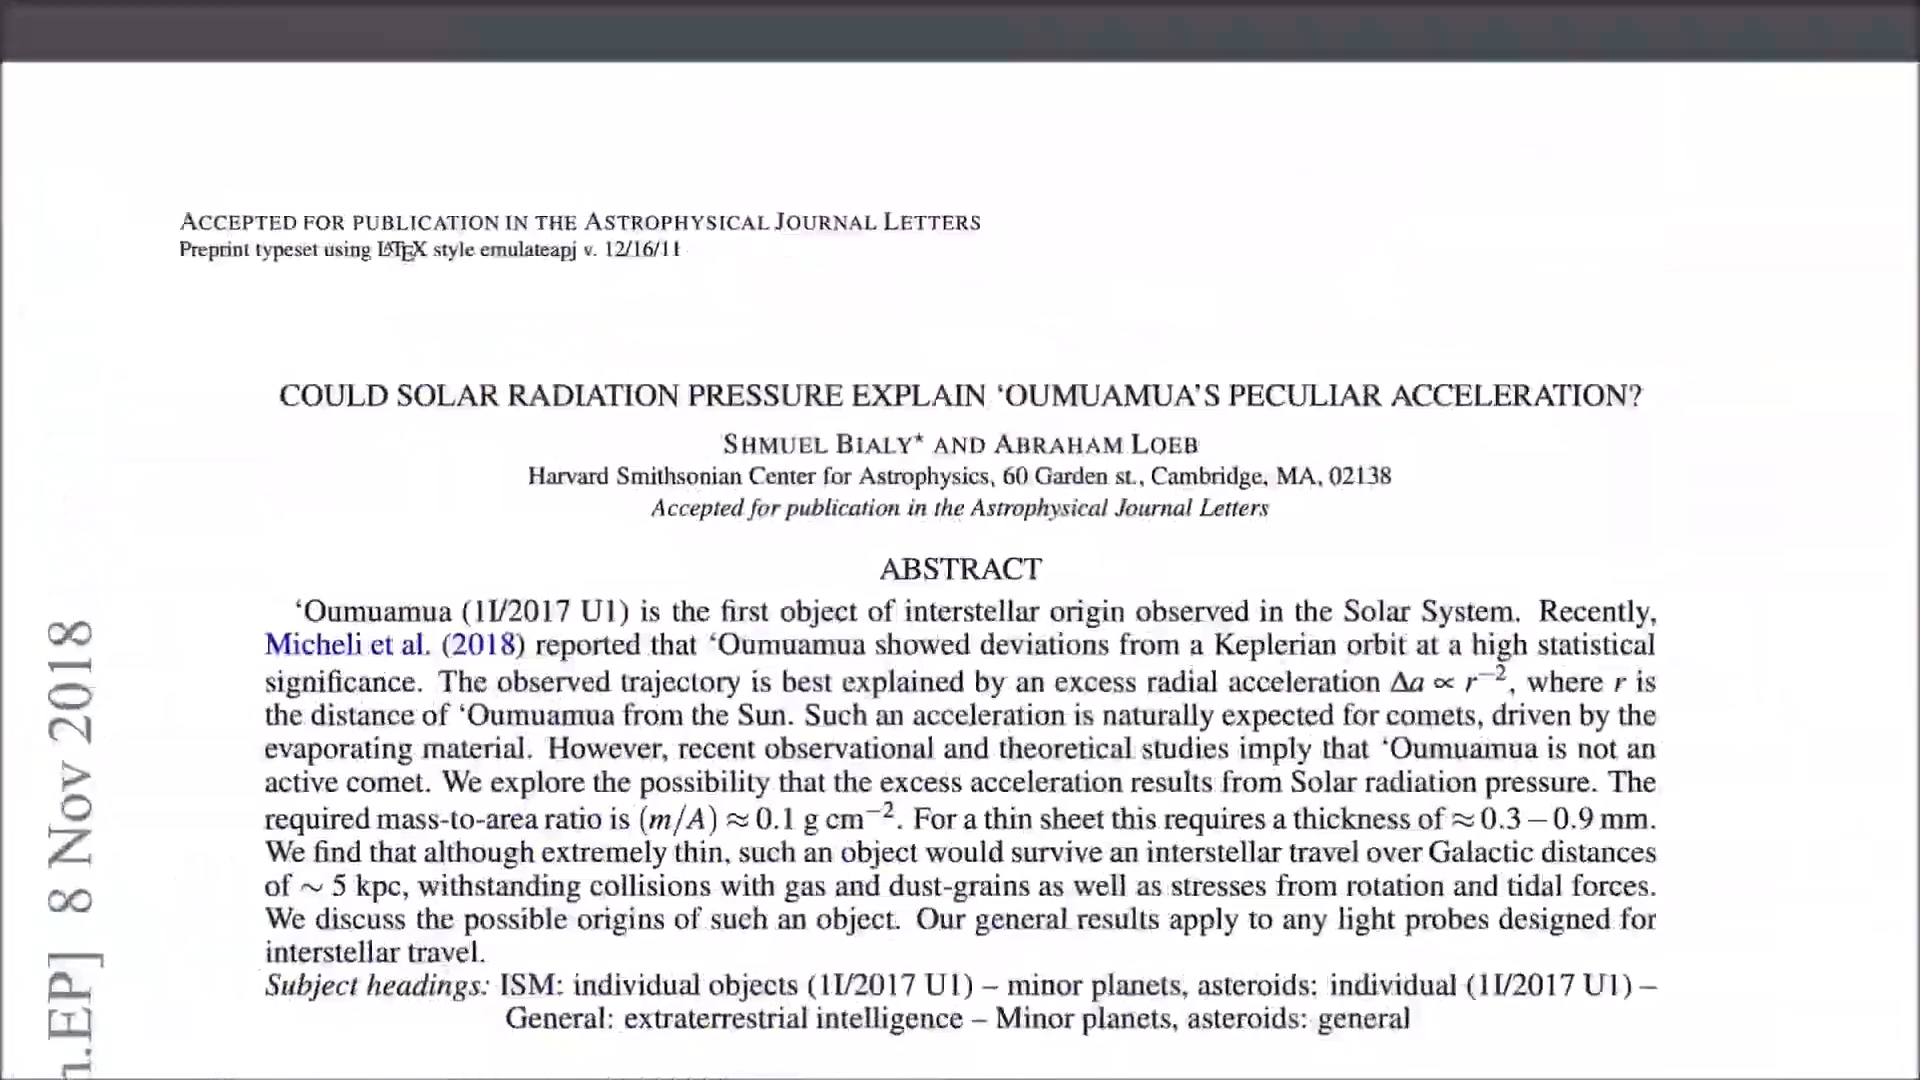 ACCEPTED FOR PUBLICATION IN THE ASTROPHYSICAL JOURNAL LETTERS
Preprint typeset using LATEX style emulateapj v. 12/16/11
COULD SOLAR RADIATION PRESSURE EXPLAIN ‘OUMUAMUA’S PECULIAR ACCELERATION?
SHMUEL BIALY* AND ABRAHAM LOEB
Harvard Smithsonian Center for Astrophysics, 60 Garden st., Cambridge, MA, 02138
Accepted for publication in the Astrophysical Journal Letters
ABSTRACT
‘Oumuamua (1I/2017 U1) is the first object of interstellar origin observed in the Solar System. Recently,
Micheli et al. (2018) reported that ‘Oumuamua showed deviations from a Keplerian orbit at a high statistical
significance. The observed trajectory is best explained by an excess radial acceleration Δa ∝ r⁻², where r is
the distance of ‘Oumuamua from the Sun. Such an acceleration is naturally expected for comets, driven by the
evaporating material. However, recent observational and theoretical studies imply that ‘Oumuamua is not an
active comet. We explore the possibility that the excess acceleration results from Solar radiation pressure. The
required mass-to-area ratio is (m/A) ≈ 0.1 g cm⁻². For a thin sheet this requires a thickness of ≈ 0.3 – 0.9 mm.
We find that although extremely thin, such an object would survive an interstellar travel over Galactic distances
of ∼ 5 kpc, withstanding collisions with gas and dust-grains as well as stresses from rotation and tidal forces.
We discuss the possible origins of such an object. Our general results apply to any light probes designed for
interstellar travel.
Subject headings: ISM: individual objects (1I/2017 U1) – minor planets, asteroids: individual (1I/2017 U1) –
General: extraterrestrial intelligence – Minor planets, asteroids: general
.EP] 8 Nov 2018